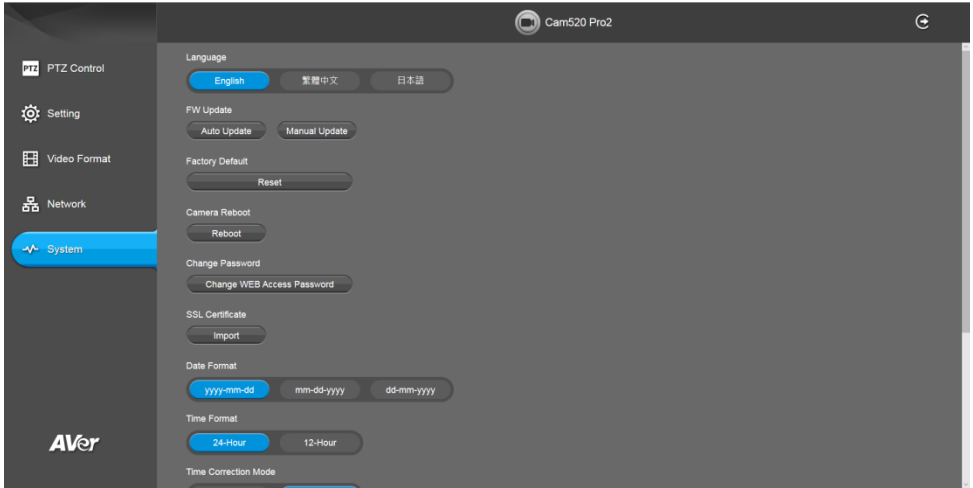 Cam520 Pro2
PTZ PTZ Control
Setting
Video Format
Network
System
AVer
Language
English 繁體中文 日本語
FW Update
Auto Update Manual Update
Factory Default
Reset
Camera Reboot
Reboot
Change Password
Change WEB Access Password
SSL Certificate
Import
Date Format
yyyy-mm-dd mm-dd-yyyy dd-mm-yyyy
Time Format
24-Hour 12-Hour
Time Correction Mode